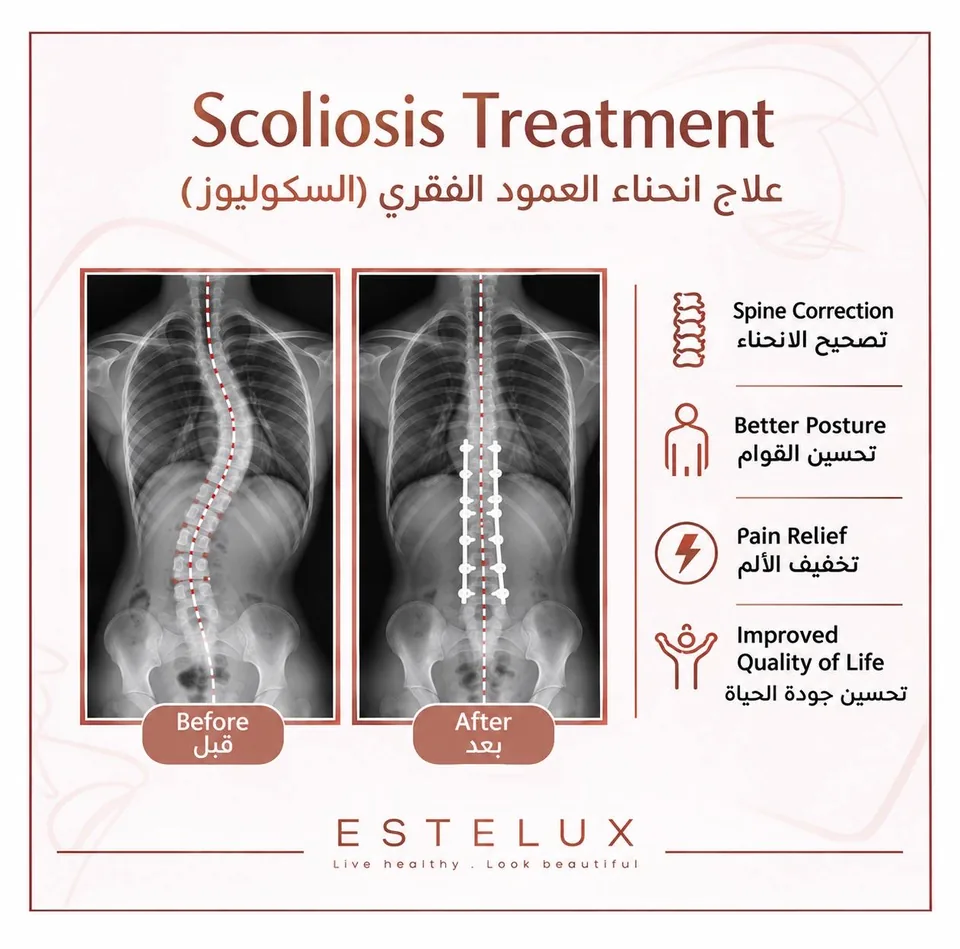 Scoliosis Treatment
علاج انحناء العمود الفقري (السكوليوز)
Before
قبل
After
بعد
Spine Correction
تصحيح الانحناء
Better Posture
تحسين القوام
Pain Relief
تخفيف الألم
Improved
Quality of Life
تحسين جودة الحياة
ESTELUX
Live healthy . Look beautiful